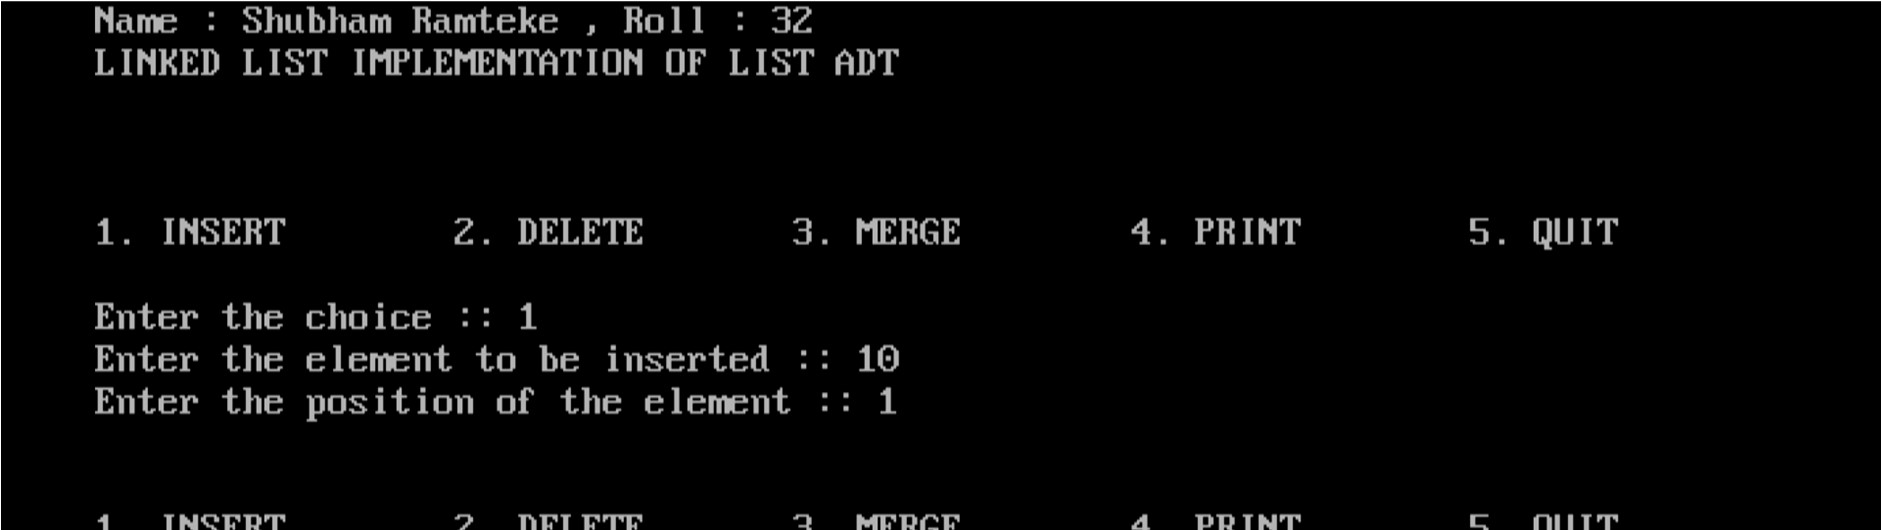 Name : Shubham Ramteke , Roll : 32
LINKED LIST IMPLEMENTATION OF LIST ADT
1. INSERT 2. DELETE 3. MERGE 4. PRINT 5. QUIT
Enter the choice :: 1
Enter the element to be inserted :: 10
Enter the position of the element :: 1
1. INSERT 2. DELETE 3. MERGE 4. PRINT 5. QUIT